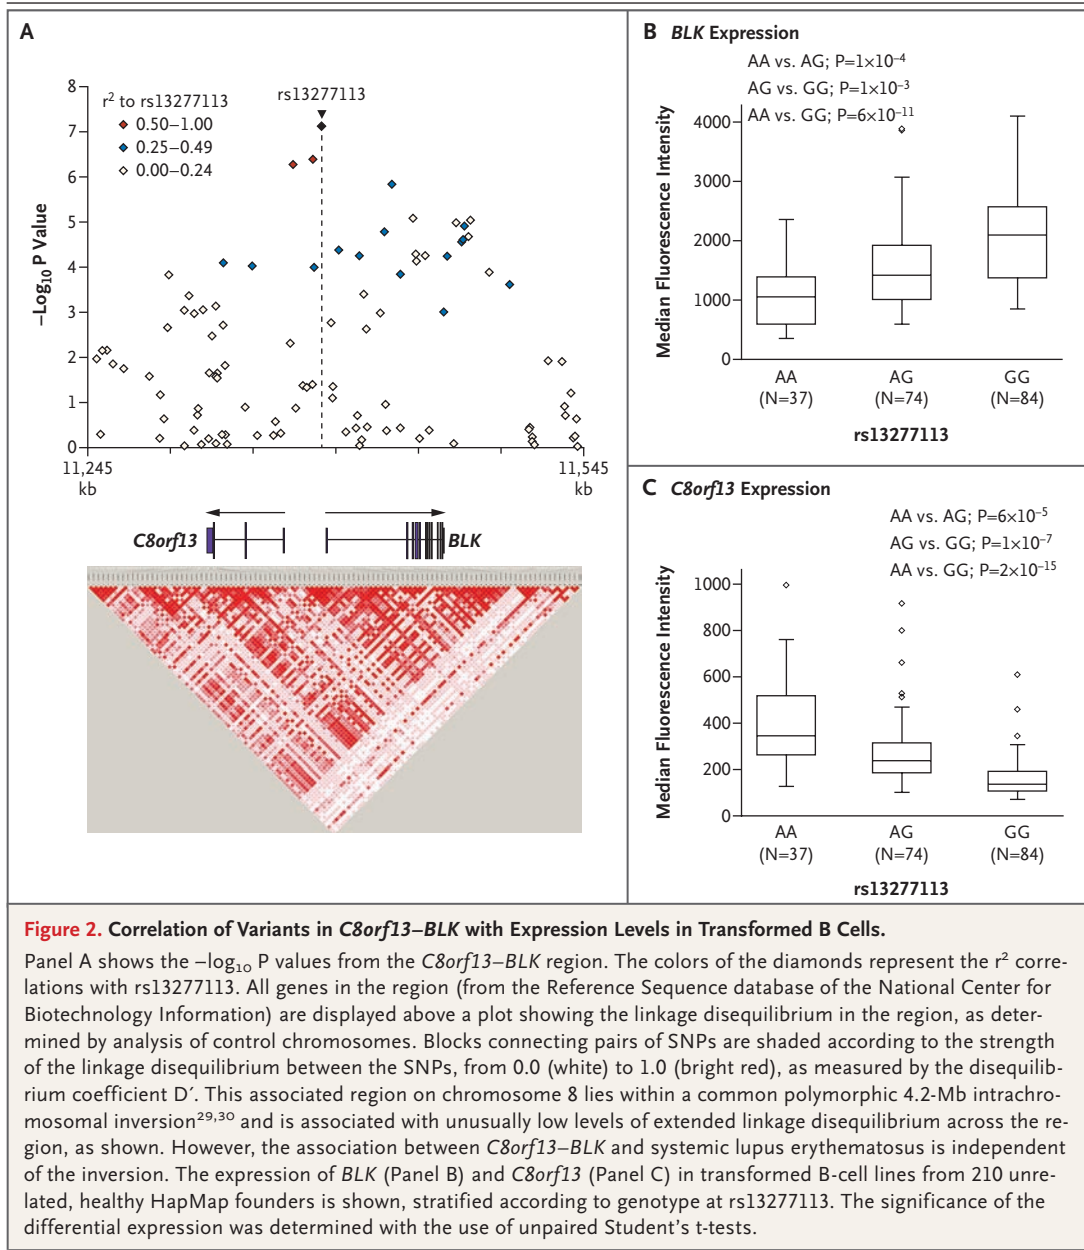 A
8
7
6
5
4
3
2
1
0
−Log10 P Value
r² to rs13277113
0.50–1.00
0.25–0.49
0.00–0.24
rs13277113
11,245
kb
11,545
kb
C8orf13
BLK
B BLK Expression
AA vs. AG; P=1×10⁻⁴
AG vs. GG; P=1×10⁻³
AA vs. GG; P=6×10⁻¹¹
Median Fluorescence Intensity
4000
3000
2000
1000
0
AA
(N=37)
AG
(N=74)
GG
(N=84)
rs13277113
C C8orf13 Expression
AA vs. AG; P=6×10⁻⁵
AG vs. GG; P=1×10⁻⁷
AA vs. GG; P=2×10⁻¹⁵
Median Fluorescence Intensity
1000
800
600
400
200
0
AA
(N=37)
AG
(N=74)
GG
(N=84)
rs13277113
Figure 2. Correlation of Variants in C8orf13–BLK with Expression Levels in Transformed B Cells.
Panel A shows the −log10 P values from the C8orf13–BLK region. The colors of the diamonds represent the r² corre-
lations with rs13277113. All genes in the region (from the Reference Sequence database of the National Center for
Biotechnology Information) are displayed above a plot showing the linkage disequilibrium in the region, as deter-
mined by analysis of control chromosomes. Blocks connecting pairs of SNPs are shaded according to the strength
of the linkage disequilibrium between the SNPs, from 0.0 (white) to 1.0 (bright red), as measured by the disequilib-
rium coefficient D´. This associated region on chromosome 8 lies within a common polymorphic 4.2-Mb intrachro-
mosomal inversion29,30 and is associated with unusually low levels of extended linkage disequilibrium across the re-
gion, as shown. However, the association between C8orf13–BLK and systemic lupus erythematosus is independent
of the inversion. The expression of BLK (Panel B) and C8orf13 (Panel C) in transformed B-cell lines from 210 unre-
lated, healthy HapMap founders is shown, stratified according to genotype at rs13277113. The significance of the
differential expression was determined with the use of unpaired Student's t-tests.